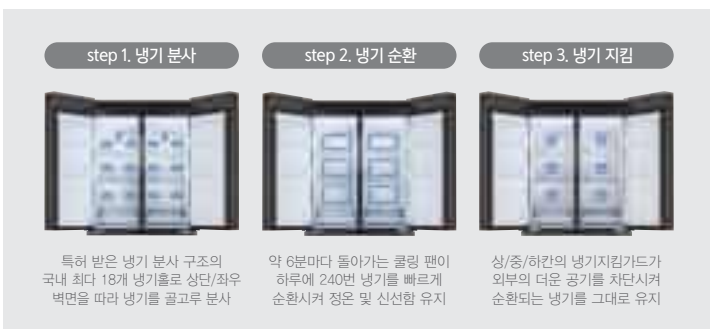 step 1. 냉기 분사
step 2. 냉기 순환
step 3. 냉기 지킴
특허 받은 냉기 분사 구조의
국내 최다 18개 냉기홀로 상단/좌우
벽면을 따라 냉기를 골고루 분사
약 6분마다 돌아가는 쿨링 팬이
하루에 240번 냉기를 빠르게
순환시켜 정온 및 신선함 유지
상/중/하칸의 냉기지킴가드가
외부의 더운 공기를 차단시켜
순환되는 냉기를 그대로 유지